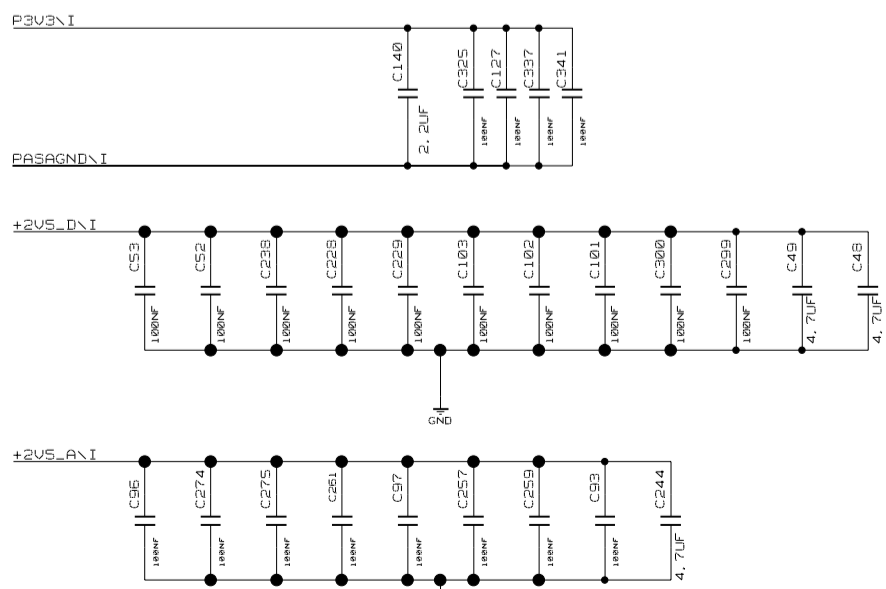 P3V3\I
C140 C325 C127 C337 C341
2.2UF 100NF 100NF 100NF 100NF
PASAGND\I
+2V5_D\I
C53 C52 C238 C228 C229 C103 C102 C101 C300 C299 C49 C48
100NF 100NF 100NF 100NF 100NF 100NF 100NF 100NF 100NF 100NF 4.7UF 4.7UF
GND
+2V5_A\I
C96 C274 C275 C261 C97 C257 C259 C93 C244
100NF 100NF 100NF 100NF 100NF 100NF 100NF 100NF 4.7UF